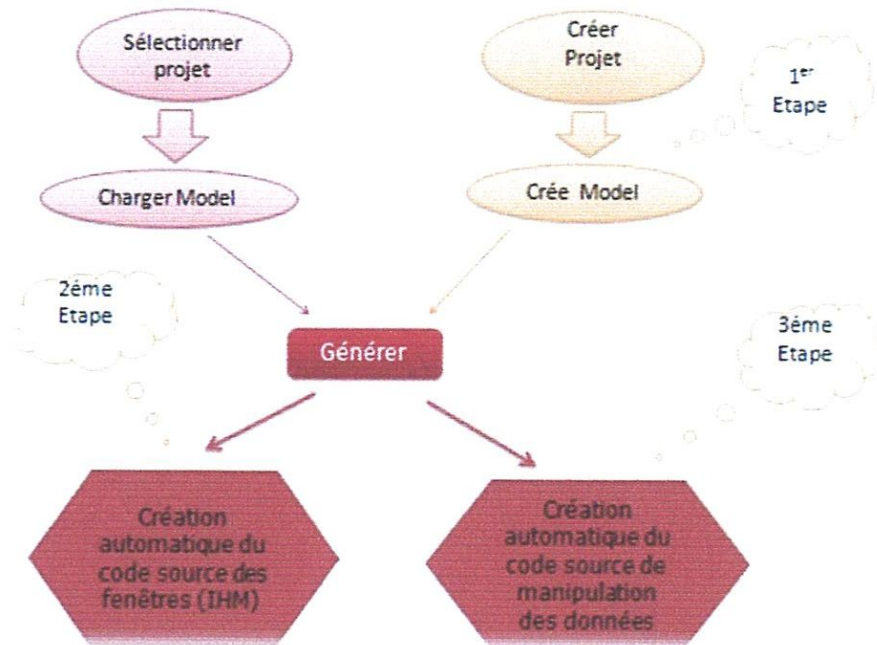 Sélectionner
projet
Créer
Projet
1er
Etape
Charger Model
Crée Model
2éme
Etape
Générer
3éme
Etape
Création
automatique du
code source des
fenêtres (IHM)
Création
automatique du
code source de
manipulation
des données